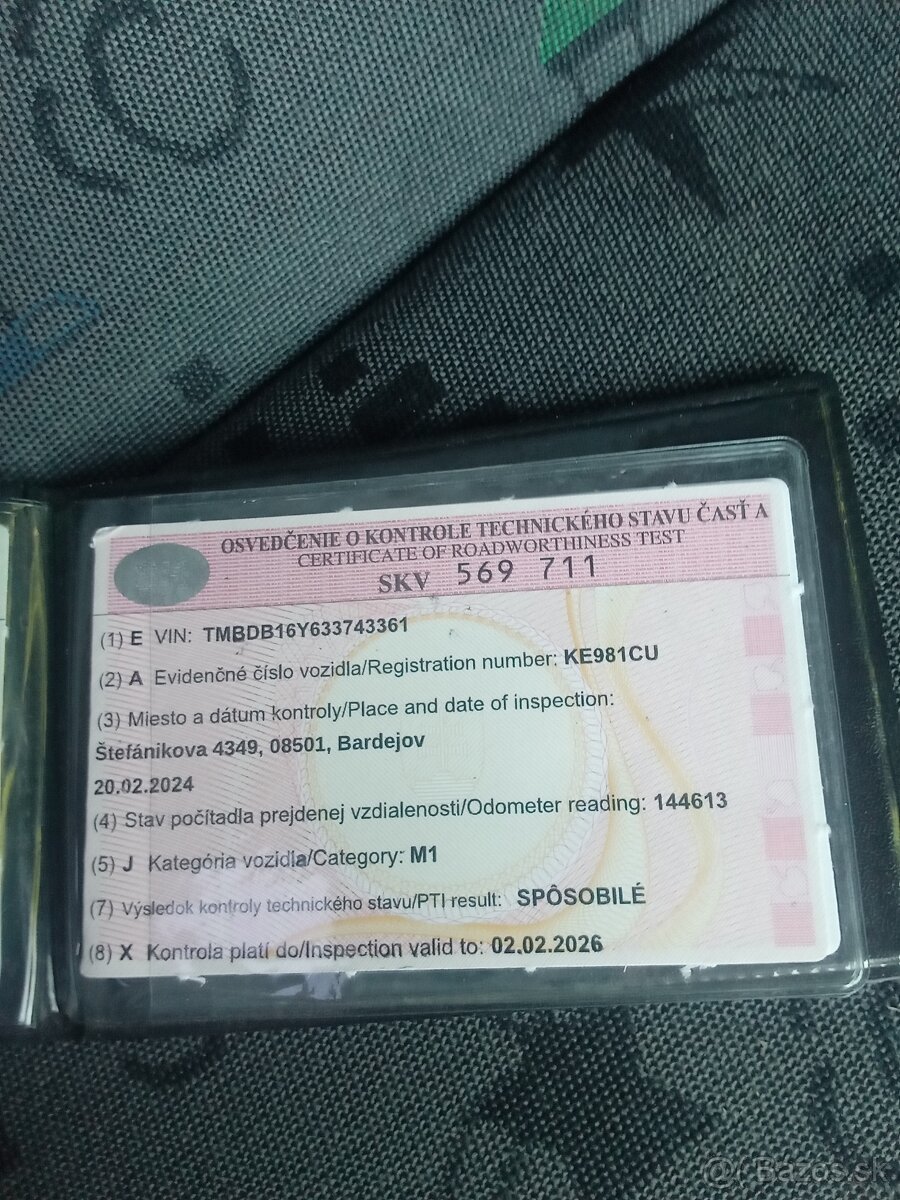 OSVEDČENIE O KONTROLE TECHNICKÉHO STAVU ČASŤ A
CERTIFICATE OF ROADWORTHINESS TEST
SKV 569 711
(1) E VIN: TMBDB16Y633743361
(2) A Evidenčné číslo vozidla/Registration number: KE981CU
(3) Miesto a dátum kontroly/Place and date of inspection:
Štefánikova 4349, 08501, Bardejov
20.02.2024
(4) Stav počítadla prejdenej vzdialenosti/Odometer reading: 144613
(5) J Kategória vozidla/Category: M1
(7) Výsledok kontroly technického stavu/PTI result: SPÔSOBILÉ
(8) X Kontrola platí do/Inspection valid to: 02.02.2026
@ Bazos.sk